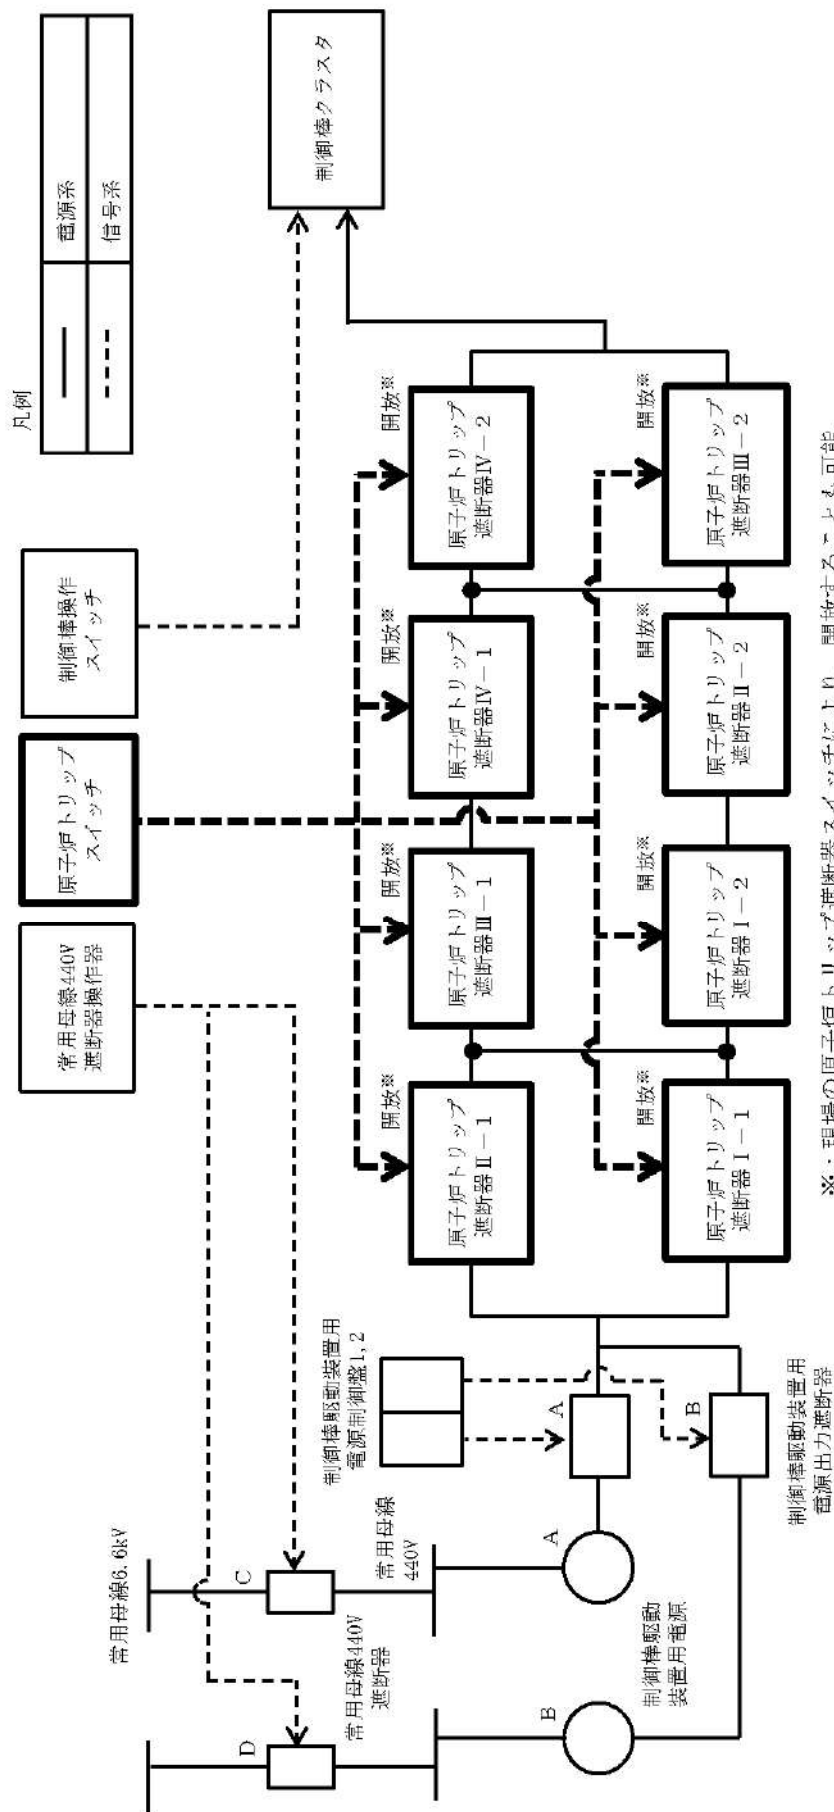 凡例
電源系
信号系
常用母線440V
遮断器操作器
原子炉トリップ
スイッチ
制御棒操作
スイッチ
制御棒クラスタ
常用母線6.6kV
D
C
常用母線440V
遮断器
常用母線
440V
制御棒駆動装置用
電源制御盤1,2
B
A
制御棒駆動
装置用電源
A
B
制御棒駆動装置用
電源出力遮断器
開放※
原子炉トリップ
遮断器Ⅱ−1
開放※
原子炉トリップ
遮断器Ⅲ−1
開放※
原子炉トリップ
遮断器Ⅳ−1
開放※
原子炉トリップ
遮断器Ⅳ−2
開放※
原子炉トリップ
遮断器Ⅰ−1
開放※
原子炉トリップ
遮断器Ⅰ−2
開放※
原子炉トリップ
遮断器Ⅱ−2
開放※
原子炉トリップ
遮断器Ⅲ−2
※：現場の原子炉トリップ遮断器スイッチにより、開放することも可能